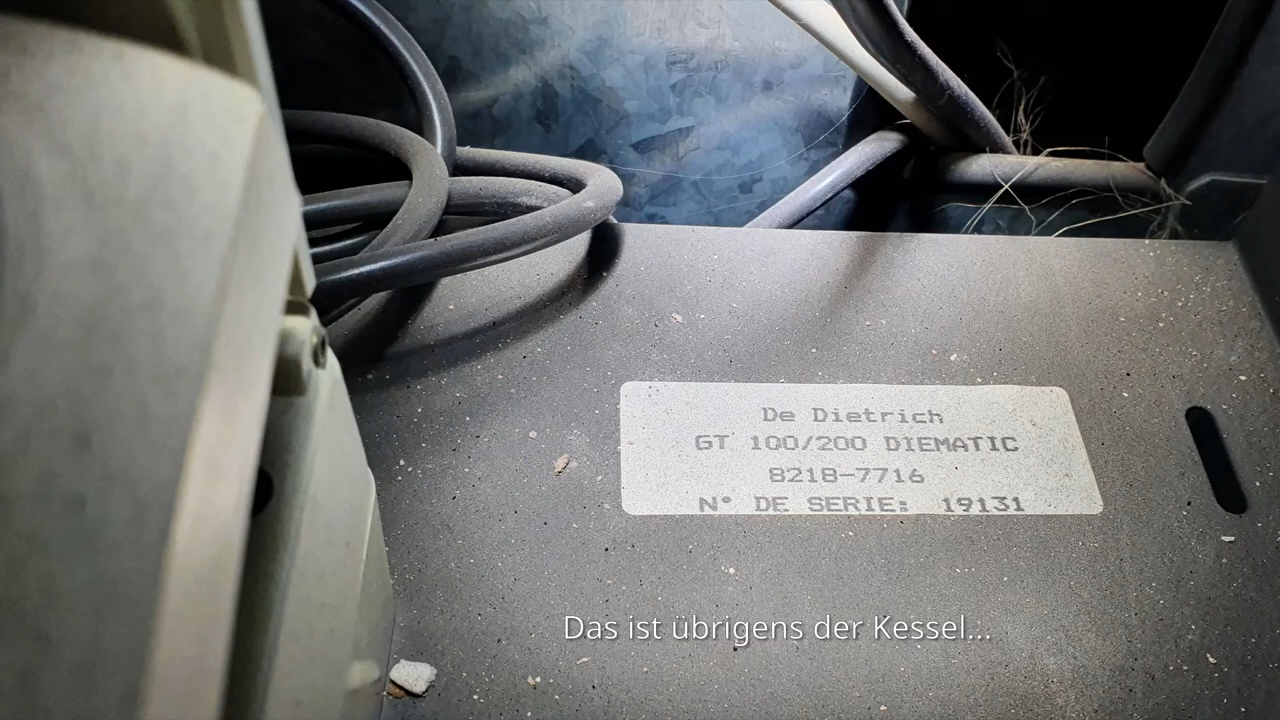 De Dietrich
GT 100/200 DIEMATIC
8218-7716
N° DE SERIE: 19131
Das ist übrigens der Kessel...